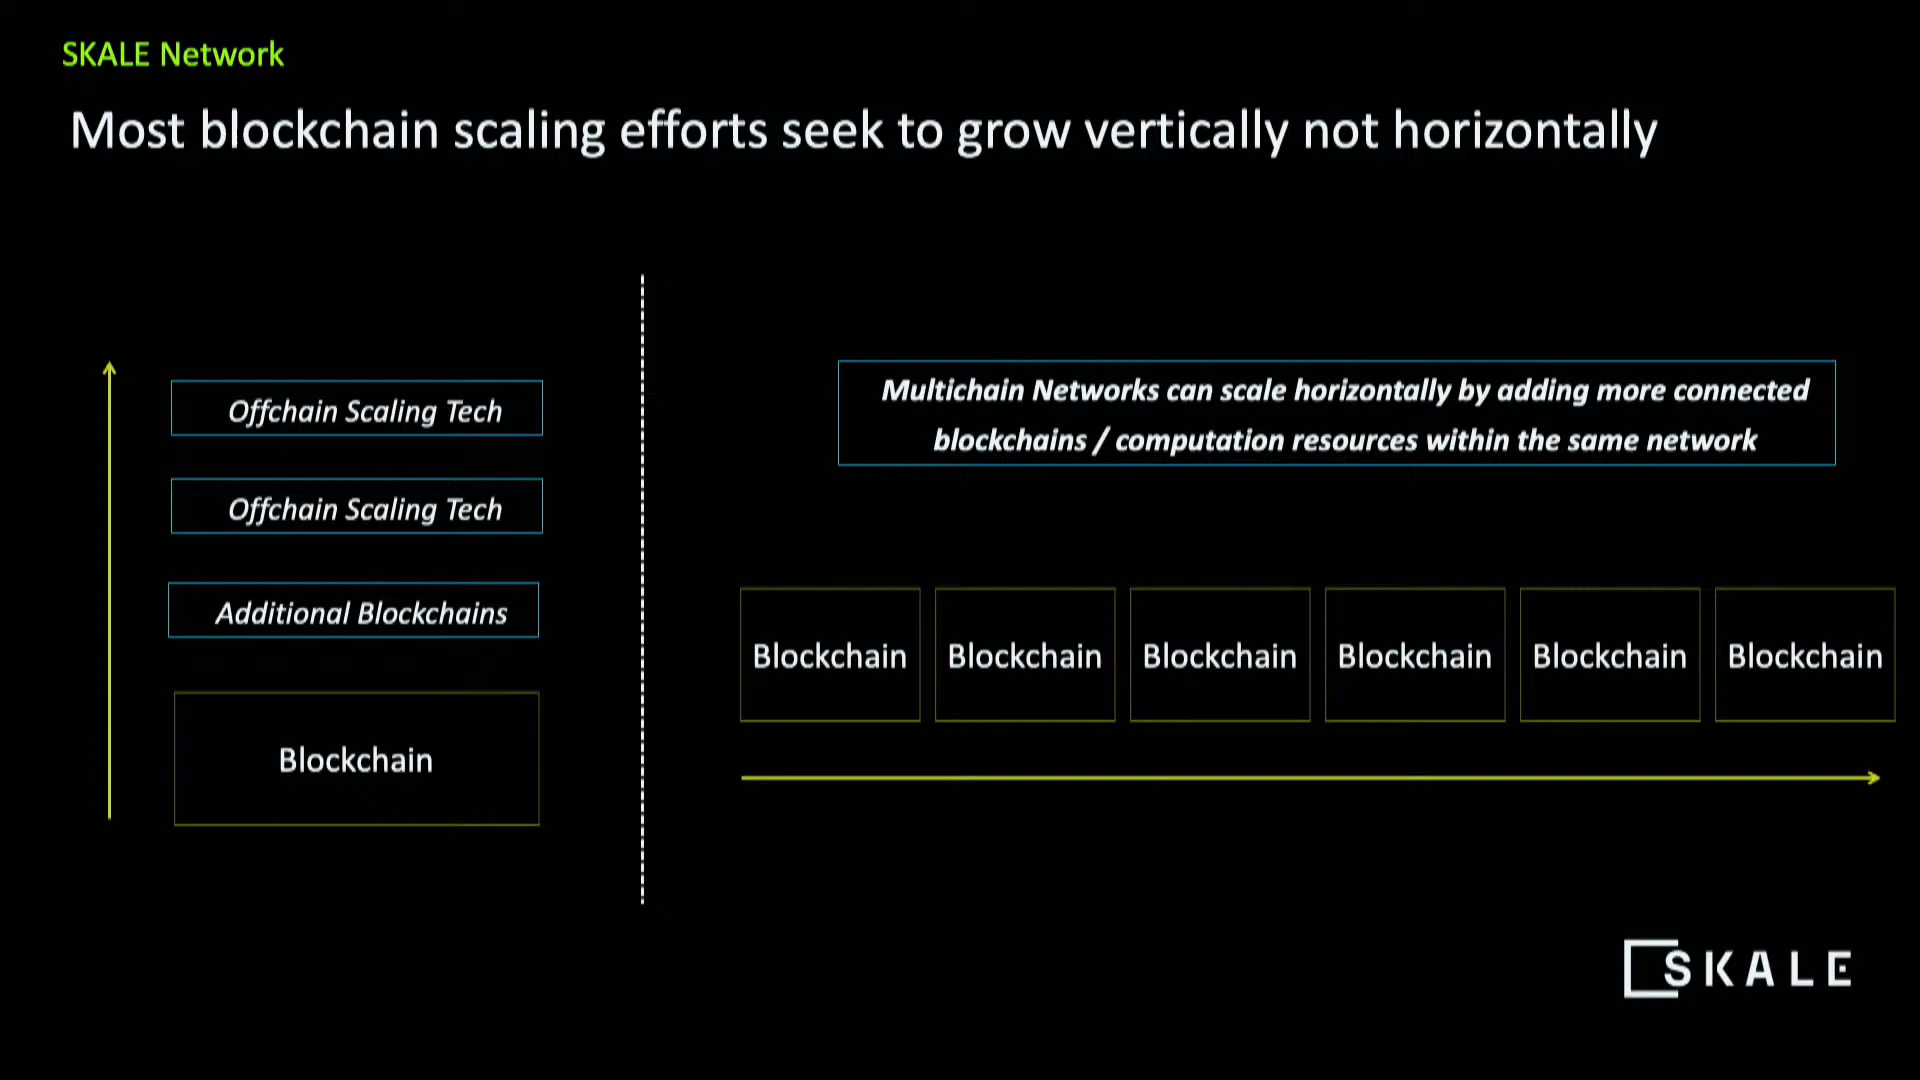 SKALE Network
Most blockchain scaling efforts seek to grow vertically not horizontally
Offchain Scaling Tech
Offchain Scaling Tech
Additional Blockchains
Blockchain
Multichain Networks can scale horizontally by adding more connected
blockchains / computation resources within the same network
Blockchain Blockchain Blockchain Blockchain Blockchain Blockchain
SKALE